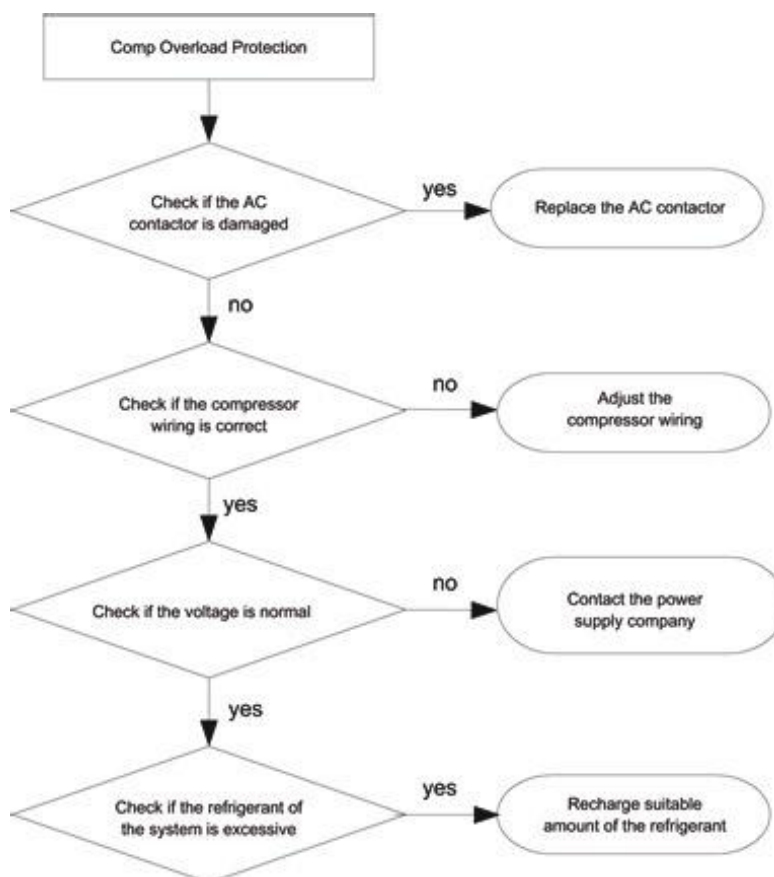 Comp Overload Protection
Check if the AC
contactor is damaged
yes
Replace the AC contactor
no
Check if the compressor
wiring is correct
no
Adjust the
compressor wiring
yes
Check if the voltage is normal
no
Contact the power
supply company
yes
Check if the refrigerant of
the system is excessive
yes
Recharge suitable
amount of the refrigerant